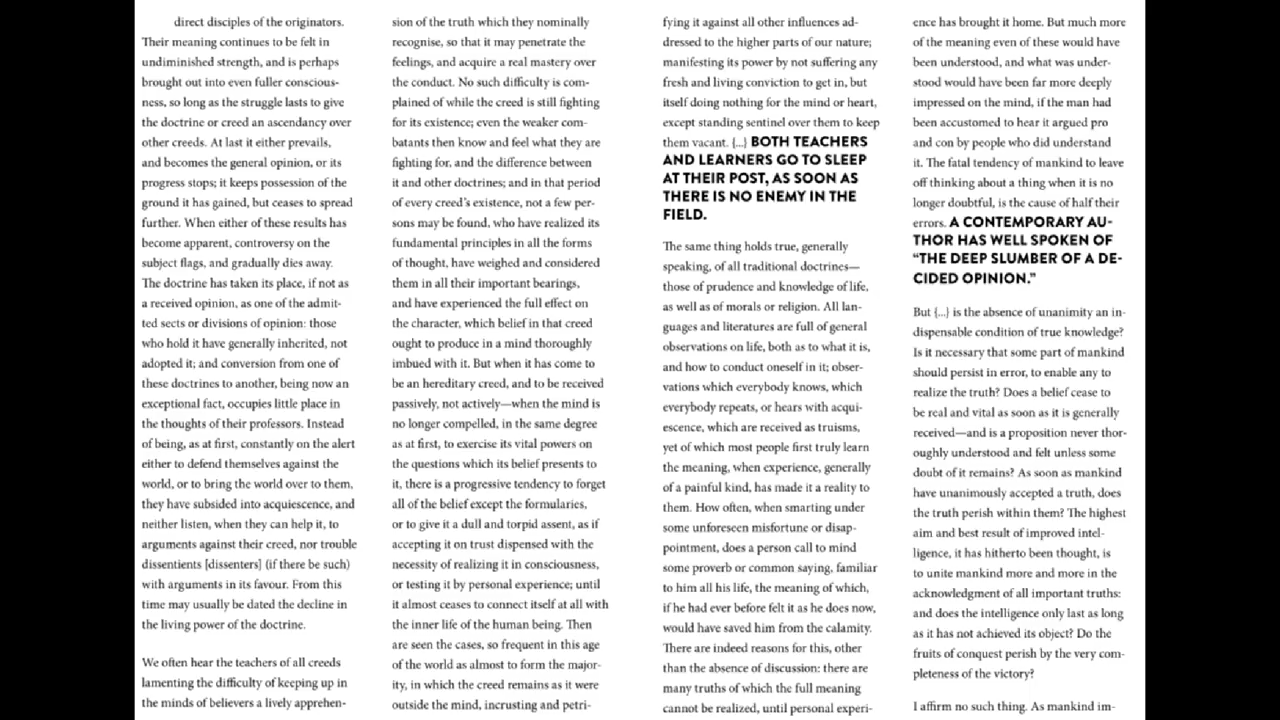 direct disciples of the originators.
Their meaning continues to be felt in
undiminished strength, and is perhaps
brought out into even fuller conscious-
ness, so long as the struggle lasts to give
the doctrine or creed an ascendancy over
other creeds. At last it either prevails,
and becomes the general opinion, or its
progress stops; it keeps possession of the
ground it has gained, but ceases to spread
further. When either of these results has
become apparent, controversy on the
subject flags, and gradually dies away.
The doctrine has taken its place, if not as
a received opinion, as one of the admit-
ted sects or divisions of opinion: those
who hold it have generally inherited, not
adopted it; and conversion from one of
these doctrines to another, being now an
exceptional fact, occupies little place in
the thoughts of their professors. Instead
of being, as at first, constantly on the alert
either to defend themselves against the
world, or to bring the world over to them,
they have subsided into acquiescence, and
neither listen, when they can help it, to
arguments against their creed, nor trouble
dissentients [dissenters] (if there be such)
with arguments in its favour. From this
time may usually be dated the decline in
the living power of the doctrine.
We often hear the teachers of all creeds
lamenting the difficulty of keeping up in
the minds of believers a lively apprehen-
sion of the truth which they nominally
recognise, so that it may penetrate the
feelings, and acquire a real mastery over
the conduct. No such difficulty is com-
plained of while the creed is still fighting
for its existence; even the weaker com-
batants then know and feel what they are
fighting for, and the difference between
it and other doctrines; and in that period
of every creed's existence, not a few per-
sons may be found, who have realized its
fundamental principles in all the forms
of thought, have weighed and considered
them in all their important bearings,
and have experienced the full effect on
the character, which belief in that creed
ought to produce in a mind thoroughly
imbued with it. But when it has come to
be an hereditary creed, and to be received
passively, not actively—when the mind is
no longer compelled, in the same degree
as at first, to exercise its vital powers on
the questions which its belief presents to
it, there is a progressive tendency to forget
all of the belief except the formularies,
or to give it a dull and torpid assent, as if
accepting it on trust dispensed with the
necessity of realizing it in consciousness,
or testing it by personal experience; until
it almost ceases to connect itself at all with
the inner life of the human being. Then
are seen the cases, so frequent in this age
of the world as almost to form the major-
ity, in which the creed remains as it were
outside the mind, incrusting and petri-
fying it against all other influences ad-
dressed to the higher parts of our nature;
manifesting its power by not suffering any
fresh and living conviction to get in, but
itself doing nothing for the mind or heart,
except standing sentinel over them to keep
them vacant. {...} BOTH TEACHERS
AND LEARNERS GO TO SLEEP
AT THEIR POST, AS SOON AS
THERE IS NO ENEMY IN THE
FIELD.
The same thing holds true, generally
speaking, of all traditional doctrines—
those of prudence and knowledge of life,
as well as of morals or religion. All lan-
guages and literatures are full of general
observations on life, both as to what it is,
and how to conduct oneself in it; obser-
vations which everybody knows, which
everybody repeats, or hears with acqui-
escence, which are received as truisms,
yet of which most people first truly learn
the meaning, when experience, generally
of a painful kind, has made it a reality to
them. How often, when smarting under
some unforeseen misfortune or disap-
pointment, does a person call to mind
some proverb or common saying, familiar
to him all his life, the meaning of which,
if he had ever before felt it as he does now,
would have saved him from the calamity.
There are indeed reasons for this, other
than the absence of discussion: there are
many truths of which the full meaning
cannot be realized, until personal experi-
ence has brought it home. But much more
of the meaning even of these would have
been understood, and what was under-
stood would have been far more deeply
impressed on the mind, if the man had
been accustomed to hear it argued pro
and con by people who did understand
it. The fatal tendency of mankind to leave
off thinking about a thing when it is no
longer doubtful, is the cause of half their
errors. A CONTEMPORARY AU-
THOR HAS WELL SPOKEN OF
“THE DEEP SLUMBER OF A DE-
CIDED OPINION.”
But {...} is the absence of unanimity an in-
dispensable condition of true knowledge?
Is it necessary that some part of mankind
should persist in error, to enable any to
realize the truth? Does a belief cease to
be real and vital as soon as it is generally
received—and is a proposition never thor-
oughly understood and felt unless some
doubt of it remains? As soon as mankind
have unanimously accepted a truth, does
the truth perish within them? The highest
aim and best result of improved intel-
ligence, it has hitherto been thought, is
to unite mankind more and more in the
acknowledgment of all important truths:
and does the intelligence only last as long
as it has not achieved its object? Do the
fruits of conquest perish by the very com-
pleteness of the victory?
I affirm no such thing. As mankind im-